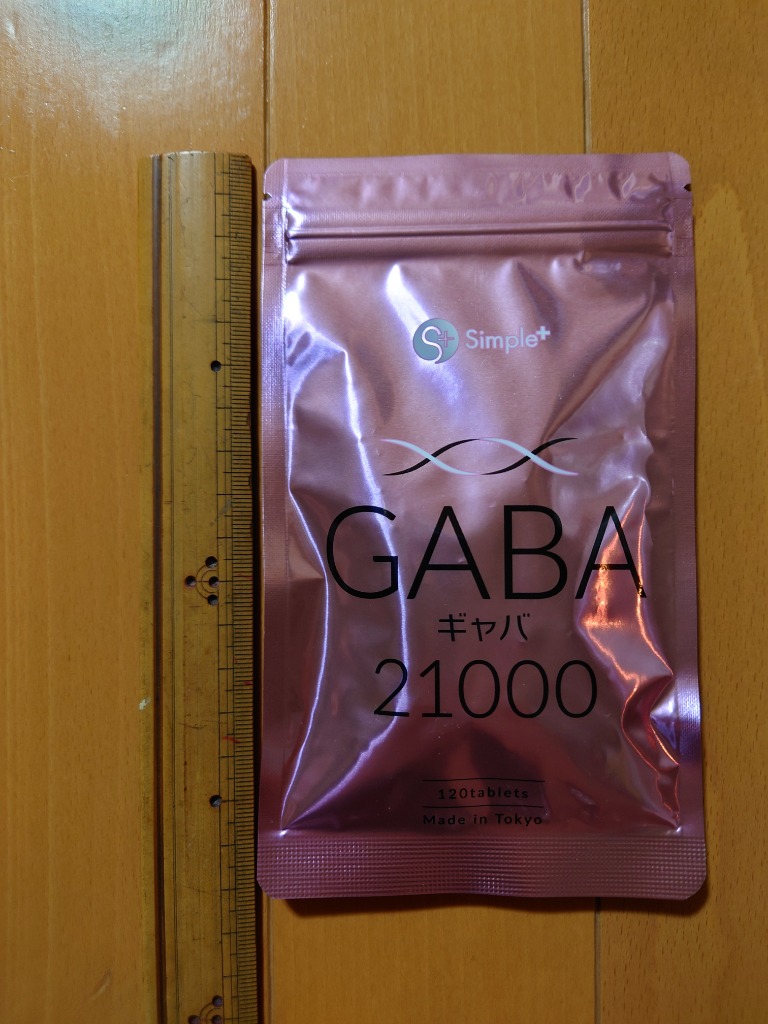 Simple+
GABA
ギャバ
21000
120tablets
Made in Tokyo